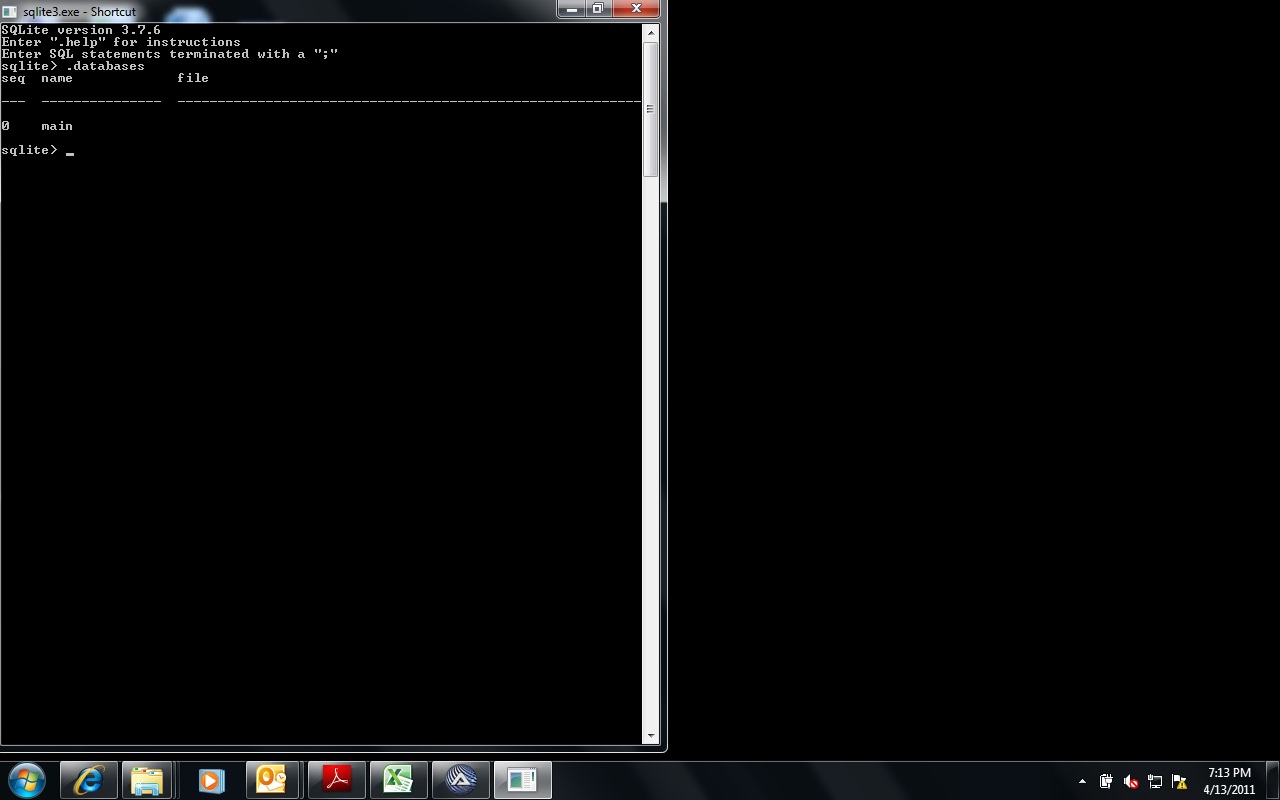 sqlite3.exe - Shortcut
SQLite version 3.7.6
Enter ".help" for instructions
Enter SQL statements terminated with a ";"
sqlite> .databases
seq  name             file
---  ---------------  ----------------------------------------------------------
0    main
sqlite> _
7:13 PM
4/13/2011